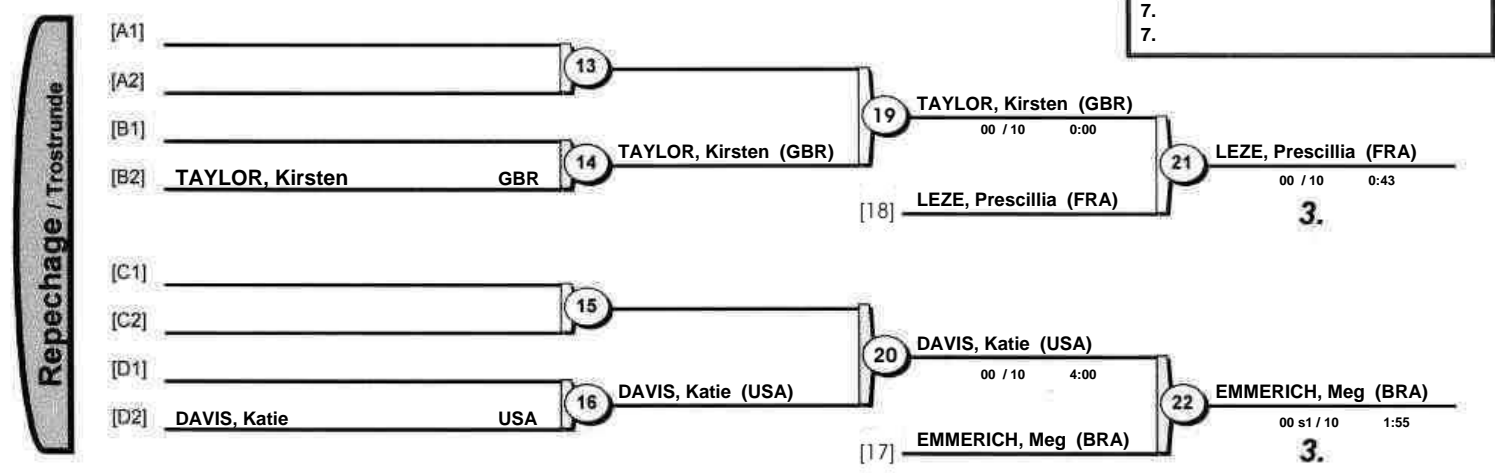 7.
7.
Repechage / Trostrunde
[A1]
[A2]
13
[B1]
[B2] TAYLOR, Kirsten GBR
14
TAYLOR, Kirsten (GBR)
19
TAYLOR, Kirsten (GBR)
00 / 10 0:00
[18] LEZE, Prescillia (FRA)
21
LEZE, Prescillia (FRA)
00 / 10 0:43
3.
[C1]
[C2]
15
[D1]
[D2] DAVIS, Katie USA
16
DAVIS, Katie (USA)
20
DAVIS, Katie (USA)
00 / 10 4:00
[17] EMMERICH, Meg (BRA)
22
EMMERICH, Meg (BRA)
00 s1 / 10 1:55
3.